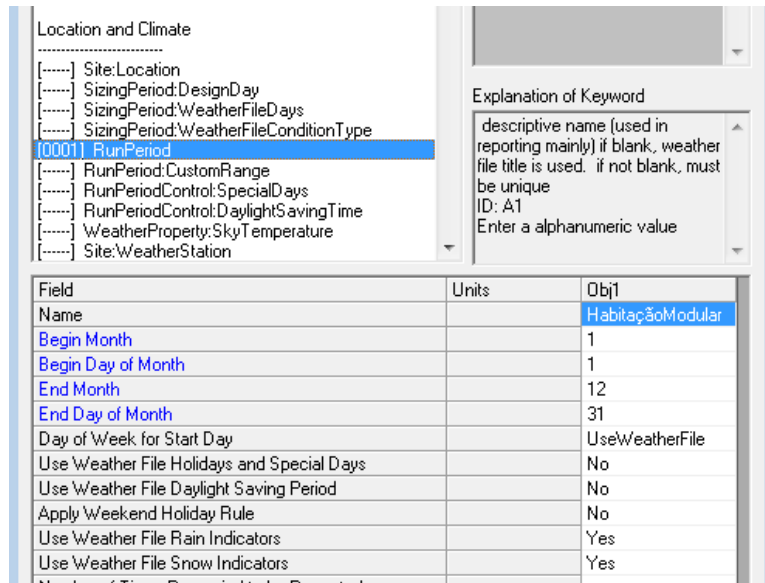 Location and Climate
-------------------------
[------] Site:Location
[------] SizingPeriod:DesignDay
[------] SizingPeriod:WeatherFileDays
[------] SizingPeriod:WeatherFileConditionType
[0001] RunPeriod
[------] RunPeriod:CustomRange
[------] RunPeriodControl:SpecialDays
[------] RunPeriodControl:DaylightSavingTime
[------] WeatherProperty:SkyTemperature
[------] Site:WeatherStation
Explanation of Keyword
descriptive name (used in
reporting mainly) if blank, weather
file title is used. if not blank, must
be unique
ID: A1
Enter a alphanumeric value
Field Units Obj1
Name HabitaçãoModular
Begin Month 1
Begin Day of Month 1
End Month 12
End Day of Month 31
Day of Week for Start Day UseWeatherFile
Use Weather File Holidays and Special Days No
Use Weather File Daylight Saving Period No
Apply Weekend Holiday Rule No
Use Weather File Rain Indicators Yes
Use Weather File Snow Indicators Yes